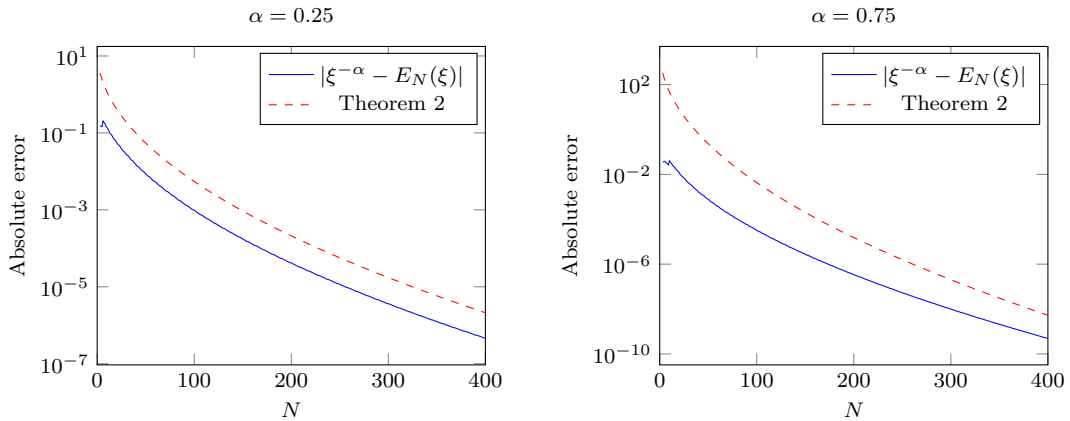 α = 0.25
10^1
10^{-1}
10^{-3}
10^{-5}
10^{-7}
0
100
200
300
400
N
Absolute error
|ξ^{-α} − E_N(ξ)|
Theorem 2
α = 0.75
10^2
10^{-2}
10^{-6}
10^{-10}
0
100
200
300
400
N
Absolute error
|ξ^{-α} − E_N(ξ)|
Theorem 2